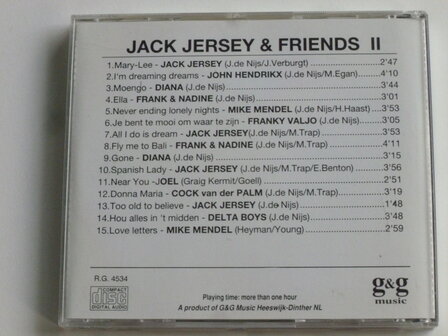 JACK JERSEY & FRIENDS II
1.Mary-Lee - JACK JERSEY (J.de Nijs/J.Verburgt) 2'47
2.I'm dreaming dreams - JOHN HENDRIKX (J.de Nijs/M.Egan) 4'10
3.Moengo - DIANA (J.de Nijs) 3'44
4.Ella - FRANK & NADINE (J.de Nijs) 3'01
5.Never ending lonely nights - MIKE MENDEL (J.de Nijs/H.Haast) 3'53
6.Je bent te mooi om waar te zijn - FRANKY VALJO (J.de Nijs) 3'05
7.All I do is dream - JACK JERSEY(J.de Nijs/M.Trap) 3'53
8.Fly me to Bali - FRANK & NADINE (J.de Nijs/M.Trap) 4'11
9.Gone - DIANA (J.de Nijs) 3'15
10.Spanish Lady - JACK JERSEY (J.de Nijs/M.Trap/E.Benton) 3'56
11.Near You -JOEL (Graig Kermit/Goell) 2'51
12.Donna Maria - COCK van der PALM (J.de Nijs/M.Trap) 3'19
13.Too old to believe - JACK JERSEY (J.de Nijs) 1'48
14.Hou alles in 't midden - DELTA BOYS (J.de Nijs) 3'48
15.Love letters - MIKE MENDEL (Heyman/Young) 2'59
R.G. 4534
COMPACT
disc
DIGITAL AUDIO
Playing time: more than one hour
A product of G&G Music Heeswijk-Dinther NL
g&g
music